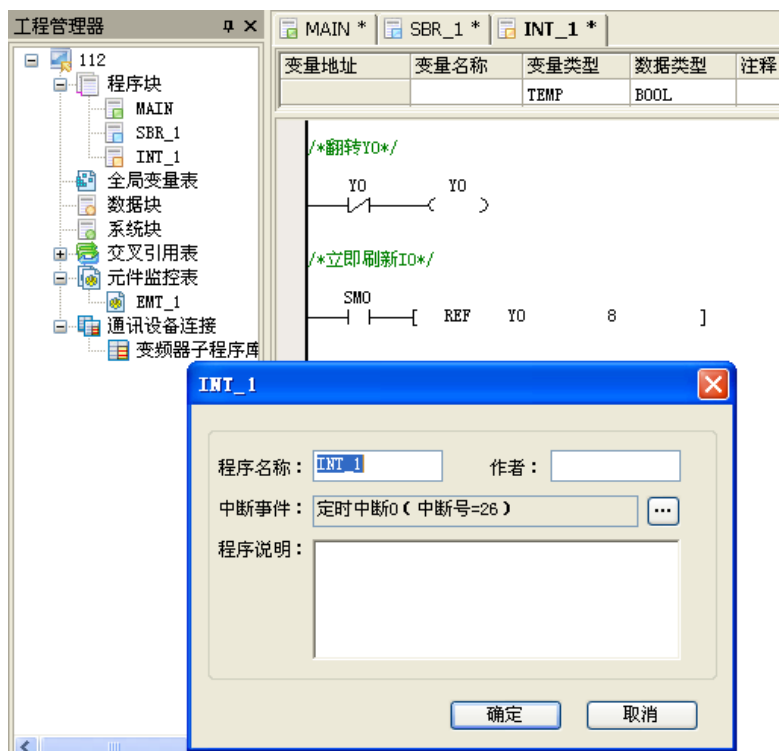 工程管理器
112
程序块
MAIN
SBR_1
INT_1
全局变量表
数据块
系统块
交叉引用表
元件监控表
EMT_1
通讯设备连接
变频器子程序库
MAIN * SBR_1 * INT_1 *
变量地址 变量名称 变量类型 数据类型 注释
TEMP BOOL
/*翻转Y0*/
Y0 Y0
/*立即刷新IO*/
SM0
[ REF Y0 8 ]
INT_1
程序名称： INT_1 作者：
中断事件： 定时中断0(中断号=26)
程序说明：
确定 取消